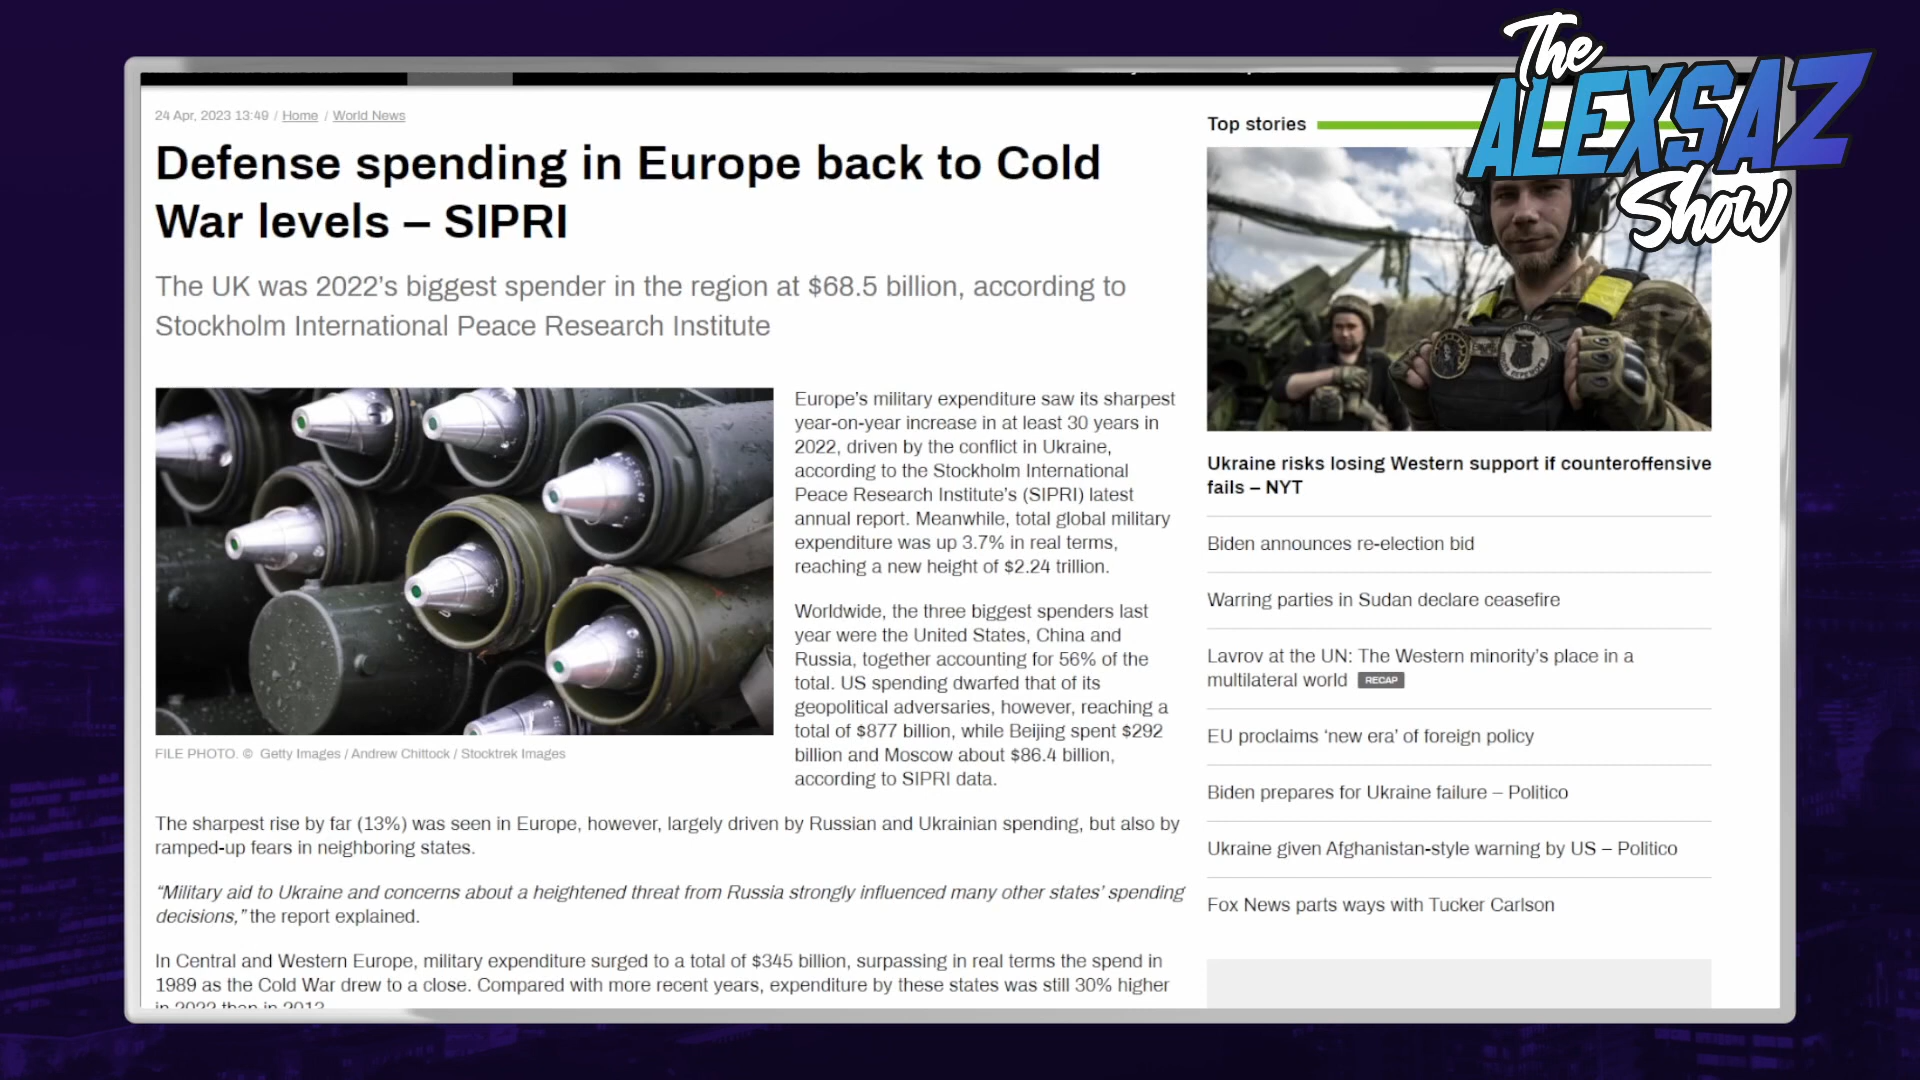 The
ALEXSAZ
Show
24 Apr, 2023 13:49 / Home / World News
Defense spending in Europe back to Cold
War levels – SIPRI
The UK was 2022’s biggest spender in the region at $68.5 billion, according to
Stockholm International Peace Research Institute
FILE PHOTO. © Getty Images / Andrew Chittock / Stocktrek Images
Europe’s military expenditure saw its sharpest
year-on-year increase in at least 30 years in
2022, driven by the conflict in Ukraine,
according to the Stockholm International
Peace Research Institute’s (SIPRI) latest
annual report. Meanwhile, total global military
expenditure was up 3.7% in real terms,
reaching a new height of $2.24 trillion.
Worldwide, the three biggest spenders last
year were the United States, China and
Russia, together accounting for 56% of the
total. US spending dwarfed that of its
geopolitical adversaries, however, reaching a
total of $877 billion, while Beijing spent $292
billion and Moscow about $86.4 billion,
according to SIPRI data.
The sharpest rise by far (13%) was seen in Europe, however, largely driven by Russian and Ukrainian spending, but also by
ramped-up fears in neighboring states.
“Military aid to Ukraine and concerns about a heightened threat from Russia strongly influenced many other states’ spending
decisions,” the report explained.
In Central and Western Europe, military expenditure surged to a total of $345 billion, surpassing in real terms the spend in
1989 as the Cold War drew to a close. Compared with more recent years, expenditure by these states was still 30% higher
in 2022 than in 2013
Top stories
Ukraine risks losing Western support if counteroffensive
fails – NYT
Biden announces re-election bid
Warring parties in Sudan declare ceasefire
Lavrov at the UN: The Western minority’s place in a
multilateral world RECAP
EU proclaims ‘new era’ of foreign policy
Biden prepares for Ukraine failure – Politico
Ukraine given Afghanistan-style warning by US – Politico
Fox News parts ways with Tucker Carlson